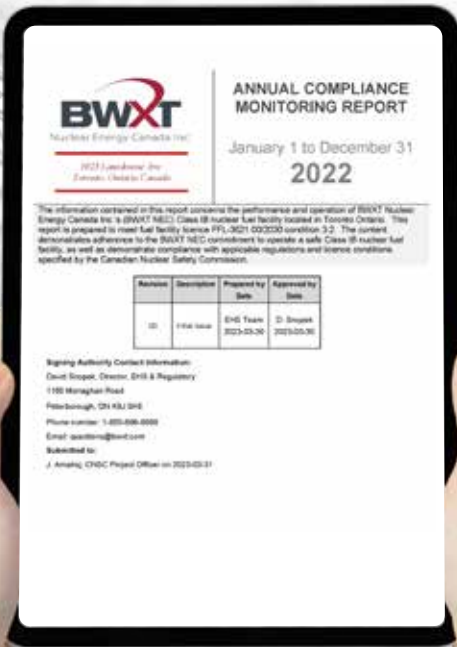 BWXT
Nuclear Energy Canada Inc.
1025 Lansdowne Ave
Toronto, Ontario Canada
ANNUAL COMPLIANCE
MONITORING REPORT
January 1 to December 31
2022
The information contained in this report concerns the performance and operation of BWXT Nuclear
Energy Canada Inc.'s (BWXT NEC) Class IB nuclear fuel facility located in Toronto Ontario. This
report is prepared to meet fuel facility licence FFL-3621.00/2030 condition 3.2. The content
demonstrates adherence to the BWXT NEC commitment to operate a safe Class IB nuclear fuel
facility, as well as demonstrate compliance with applicable regulations and licence conditions
specified by the Canadian Nuclear Safety Commission.
Revision Description Prepared by Date Approved by Date
Initial Issue EHS Team 2023-03-30 D. Snopek 2023-03-30
Signing Authority Contact Information:
David Snopek, Director, EHS & Regulatory
1160 Monaghan Road
Peterborough, ON
Phone number:
Email: questions@bwxt.com
Submitted to:
J. Amalraj, CNSC Project Officer on 2023-03-31